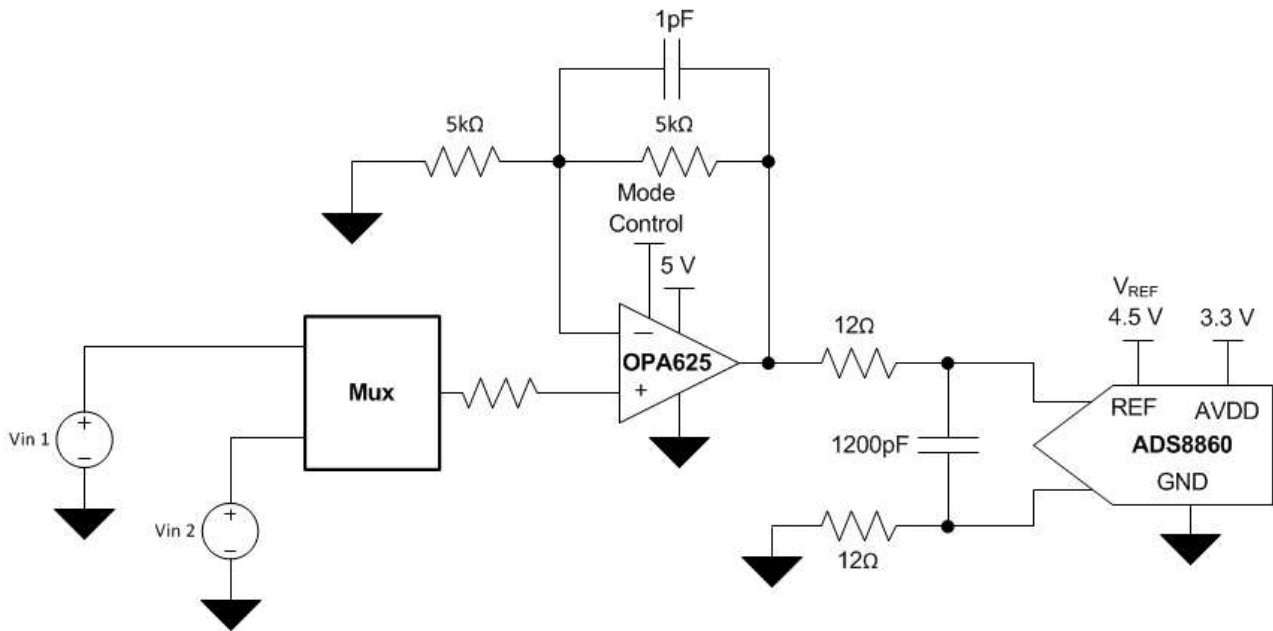 1pF
5kΩ
5kΩ
Mode
Control
5 V
VREF
4.5 V
3.3 V
12Ω
−
OPA625
+
REF
AVDD
Mux
ADS8860
1200pF
GND
Vin 1
+
−
Vin 2
+
−
12Ω